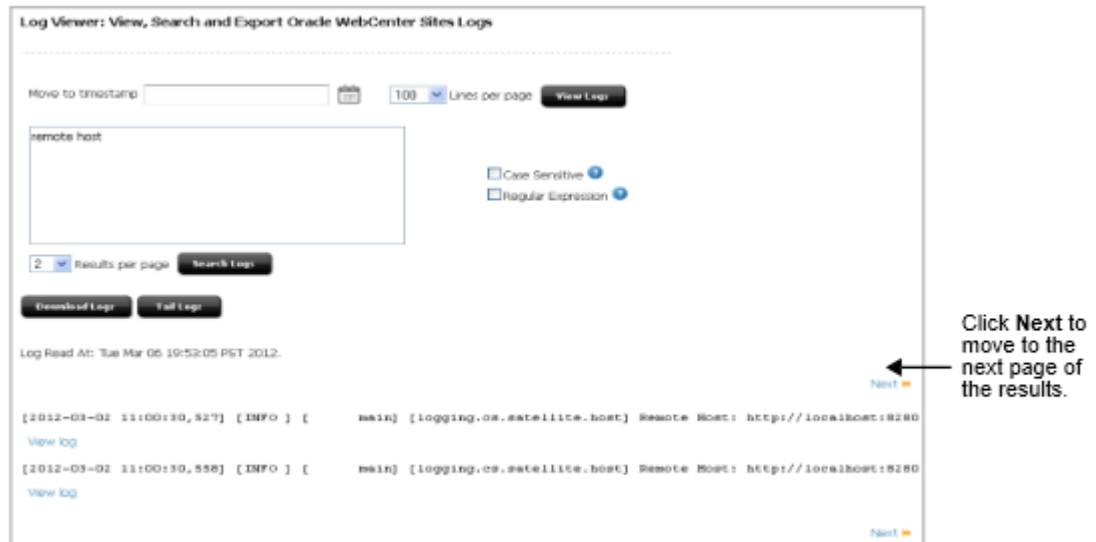 Log Viewer: View, Search and Export Oracle WebCenter Sites Logs
Move to timestamp
100 Lines per page View Logs
remote host
Case Sensitive ?
Regular Expression ?
2 Results per page Search Logs
Download Logs Tail Logs
Log Read At: Tue Mar 06 19:53:05 PST 2012.
Click Next to
move to the
next page of
the results.
Next
[2012-03-02 11:00:30,527] [INFO ] [ main] [logging.cs.satellite.host] Remote Host: http://localhost:8280
View log
[2012-03-02 11:00:30,558] [INFO ] [ main] [logging.cs.satellite.host] Remote Host: http://localhost:8280
View log
Next